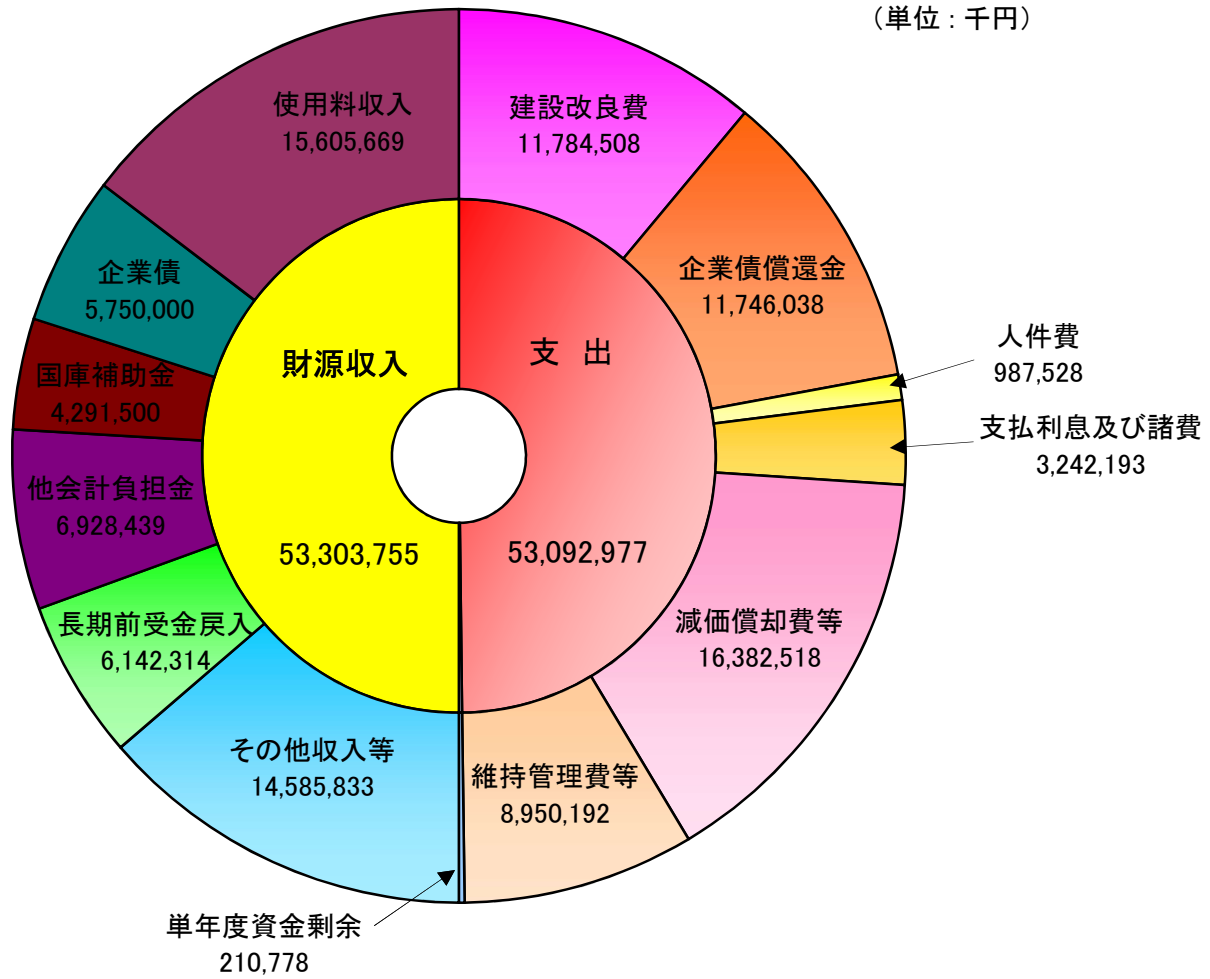 （単位：千円）
使用料収入
15,605,669
建設改良費
11,784,508
企業債
5,750,000
企業債償還金
11,746,038
国庫補助金
4,291,500
財源収入
支 出
人件費
987,528
支払利息及び諸費
3,242,193
他会計負担金
6,928,439
53,303,755
53,092,977
長期前受金戻入
6,142,314
減価償却費等
16,382,518
その他収入等
14,585,833
維持管理費等
8,950,192
単年度資金剰余
210,778